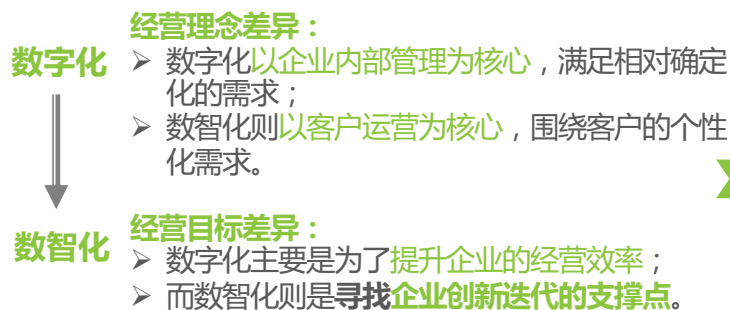 经营理念差异：
数字化
➢ 数字化以企业内部管理为核心，满足相对确定
化的需求；
➢ 数智化则以客户运营为核心，围绕客户的个性
化需求。
经营目标差异：
数智化
➢ 数字化主要是为了提升企业的经营效率；
➢ 而数智化则是寻找企业创新迭代的支撑点。